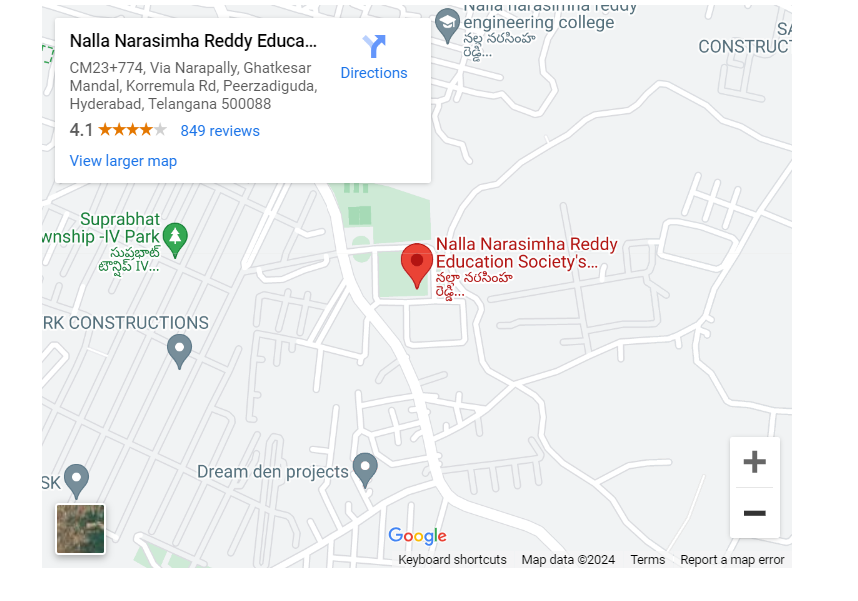 Nalla narasimha reddy
engineering college
నల్ల నరసింహ
రెడ్డి...
SA
CONSTRUCT
Nalla Narasimha Reddy Educa...
CM23+774, Via Narapally, Ghatkesar
Mandal, Korremula Rd, Peerzadiguda,
Hyderabad, Telangana 500088
4.1
849 reviews
Directions
View larger map
Suprabhat
wnship -IV Park
సుప్రభాట్
టౌన్షిప్ IV...
Nalla Narasimha Reddy
Education Society's...
నల్లా నరసింహ
రెడ్డి...
RK CONSTRUCTIONS
Dream den projects
SK
Google
Keyboard shortcuts
Map data ©2024
Terms
Report a map error